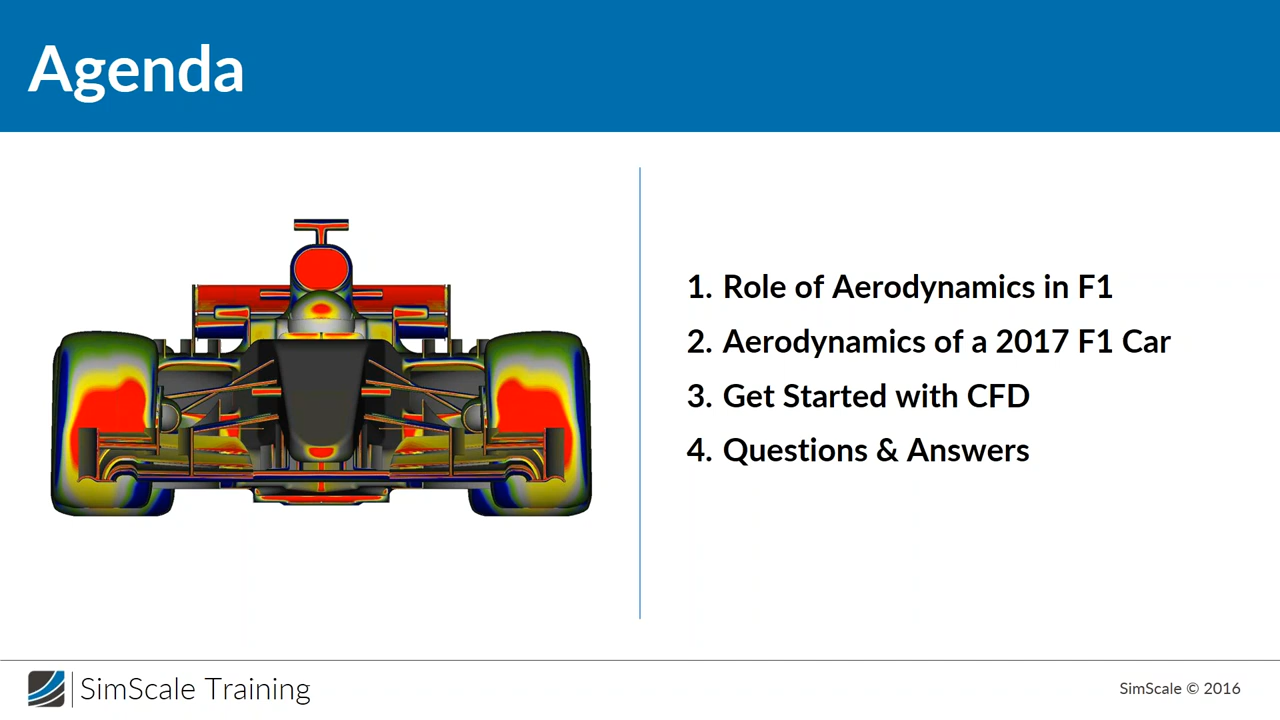 Agenda
1. Role of Aerodynamics in F1
2. Aerodynamics of a 2017 F1 Car
3. Get Started with CFD
4. Questions & Answers
SimScale Training
SimScale © 2016